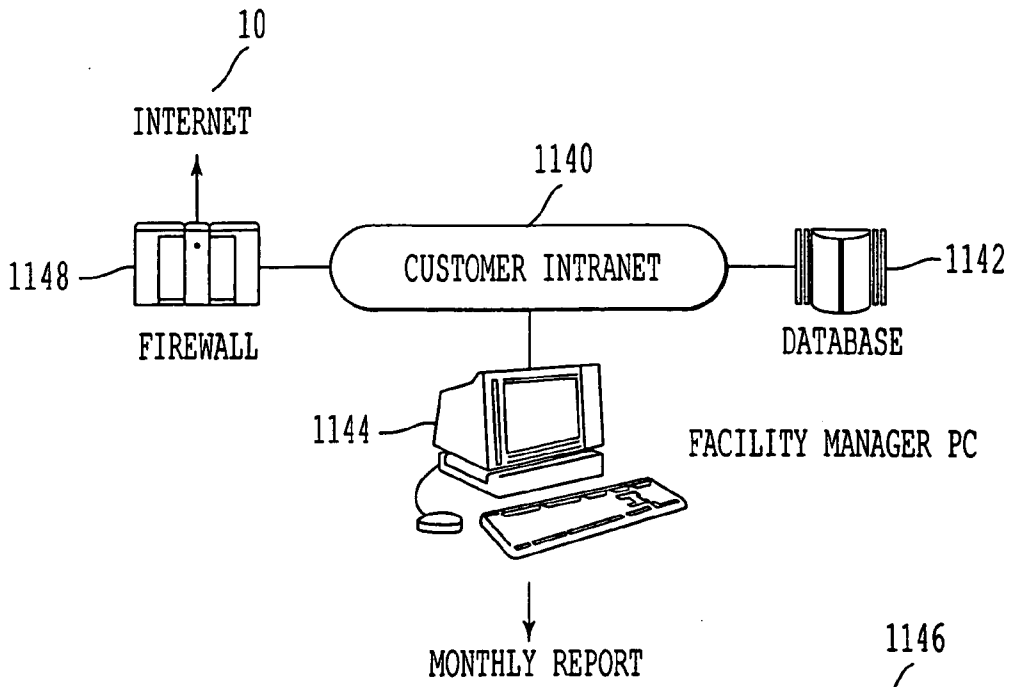 10
INTERNET
1140
1148
CUSTOMER INTRANET
1142
FIREWALL
DATABASE
1144
FACILITY MANAGER PC
MONTHLY REPORT
1146